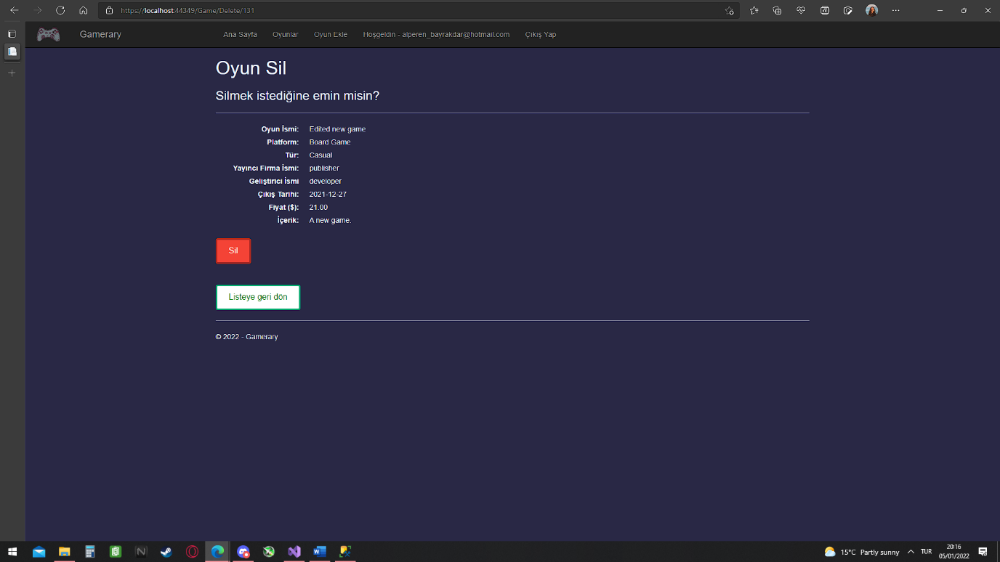 https://localhost:44349/Game/Delete/131
Gamerary Ana Sayfa Oyunlar Oyun Ekle Hoşgeldin - alperen_bayrakdar@hotmail.com Çıkış Yap
Oyun Sil
Silmek istediğine emin misin?
Oyun İsmi: Edited new game
Platform: Board Game
Tür: Casual
Yayıncı Firma İsmi: publisher
Geliştirici İsmi developer
Çıkış Tarihi: 2021-12-27
Fiyat ($): 21.00
İçerik: A new game.
Sil
Listeye geri dön
© 2022 - Gamerary
15°C Partly sunny TUR 20:16
05/01/2022